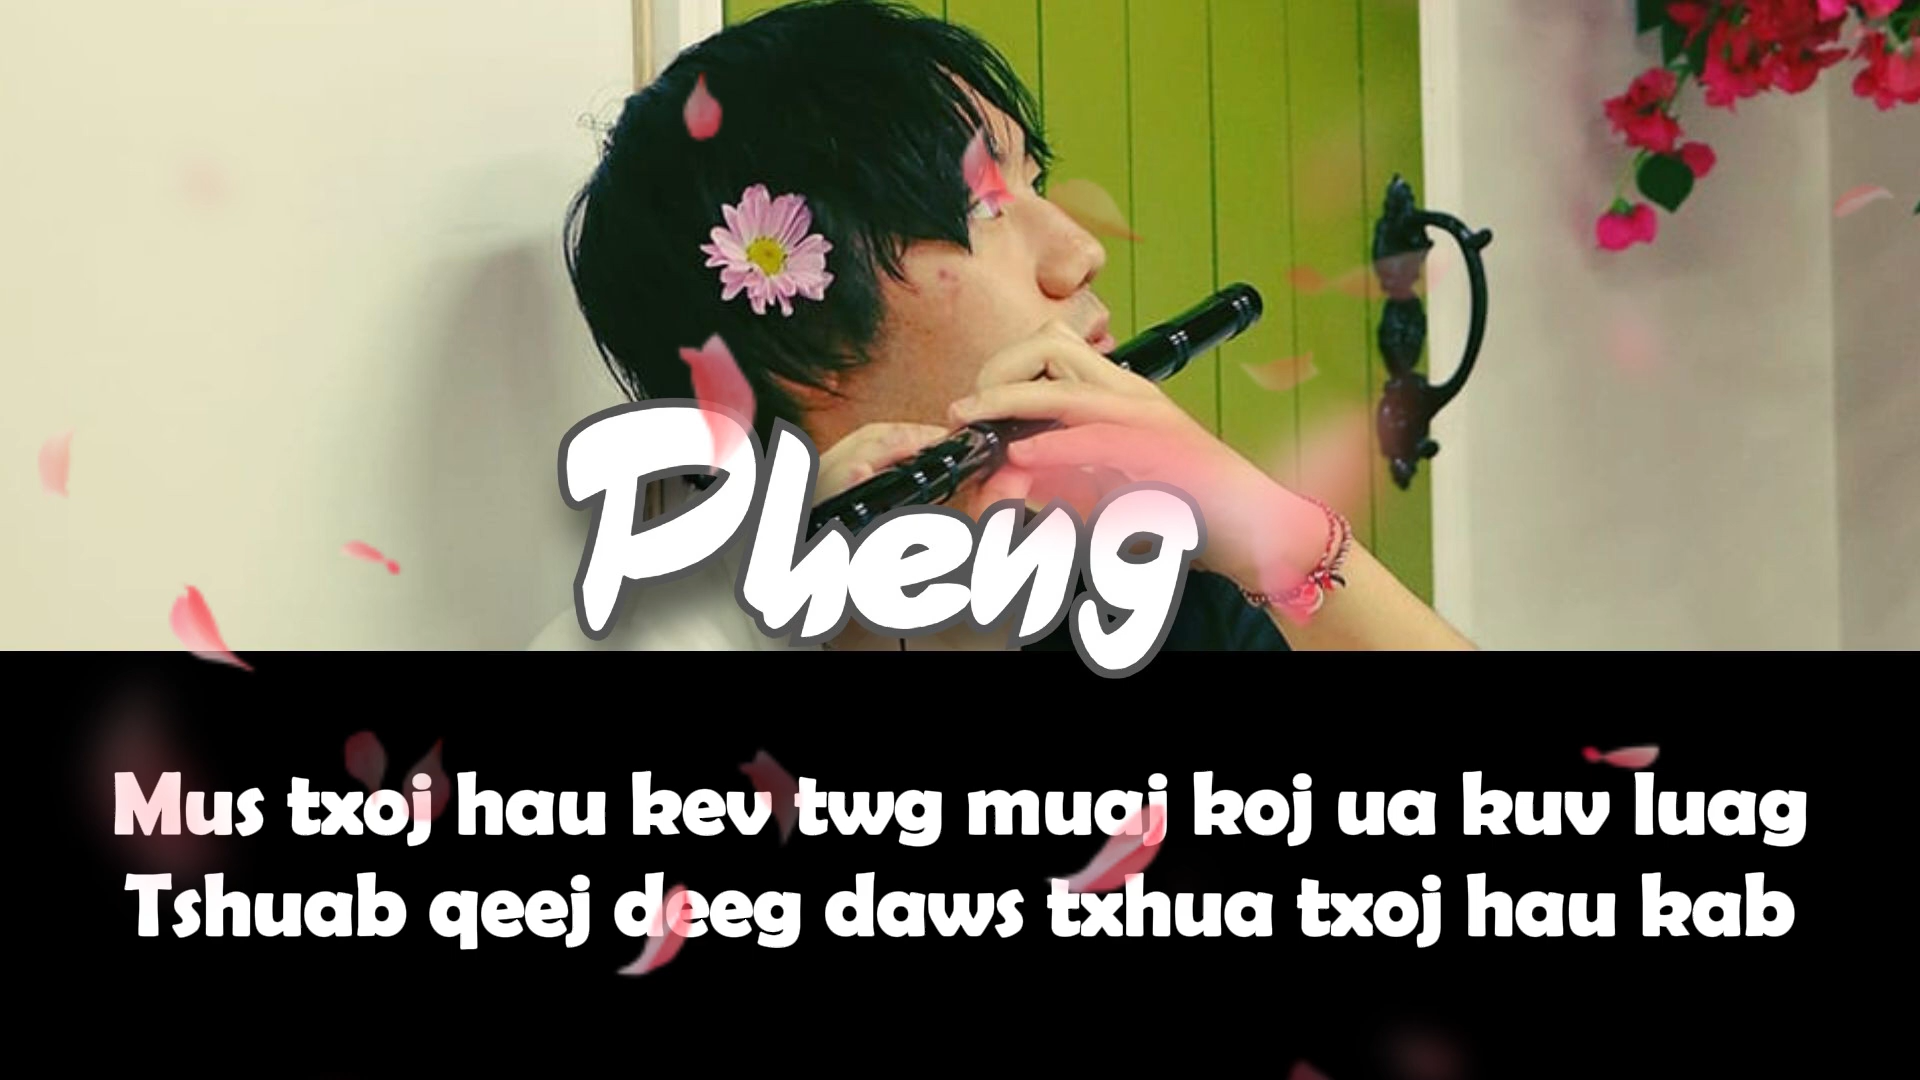 Pheng
Mus txoj hau kev twg muaj koj ua kuv luag
Tshuab qeej deeg daws txhua txoj hau kab